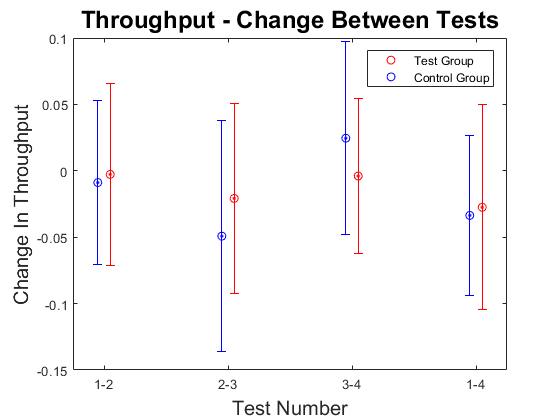 Throughput - Change Between Tests
Test Group
Control Group
Change In Throughput
0.1
0.05
0
-0.05
-0.1
-0.15
1-2
2-3
3-4
1-4
Test Number